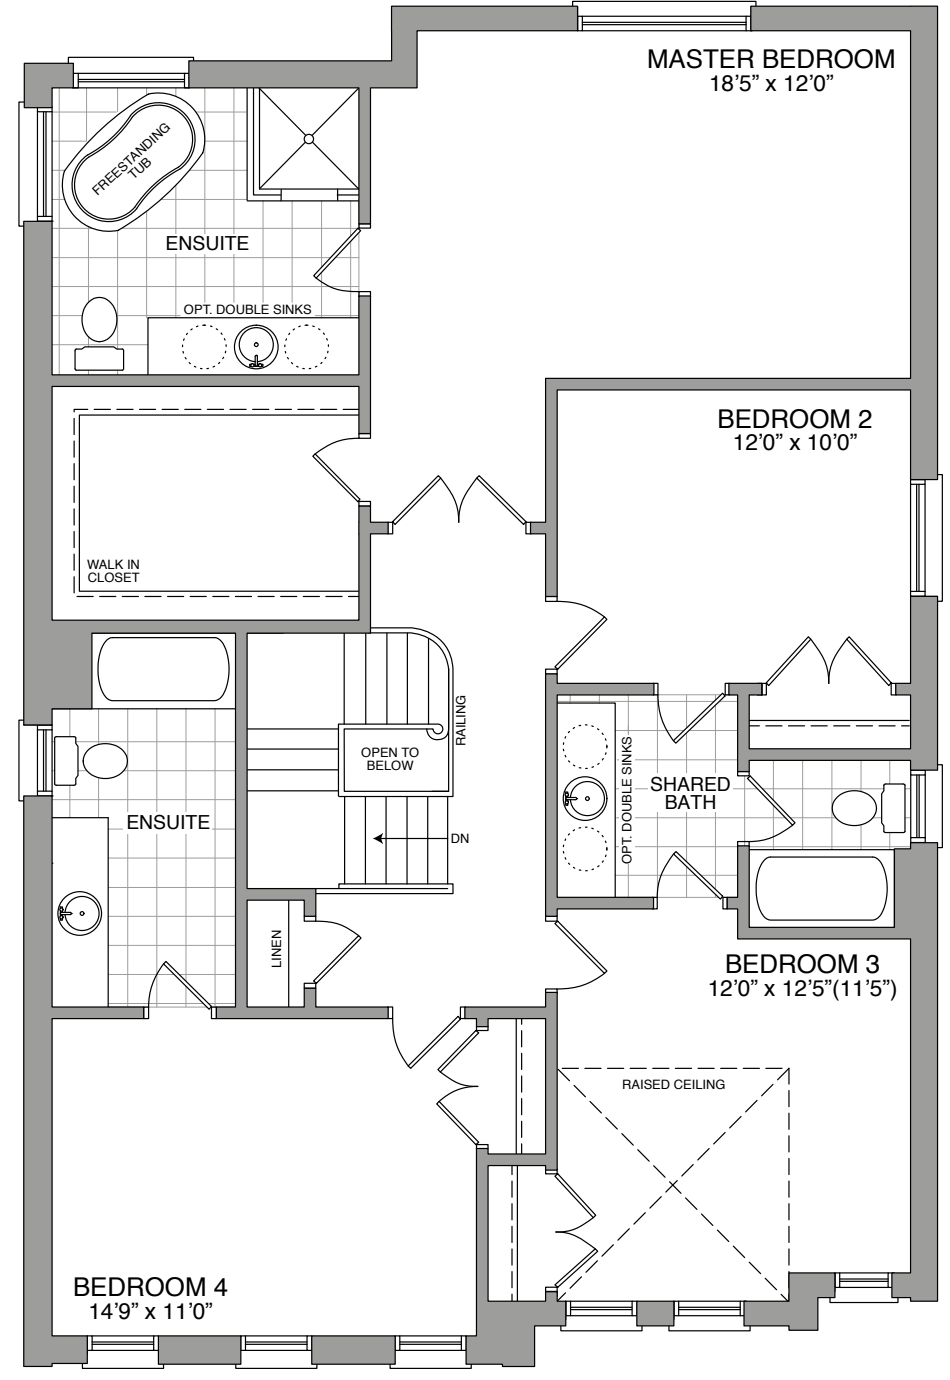 MASTER BEDROOM
18’5” x 12’0”
FREESTANDING
TUB
ENSUITE
OPT. DOUBLE SINKS
BEDROOM 2
12’0” x 10’0”
WALK IN
CLOSET
RAILING
OPEN TO
BELOW
OPT. DOUBLE SINKS
SHARED
BATH
ENSUITE
DN
LINEN
BEDROOM 3
12’0” x 12’5”(11’5”)
RAISED CEILING
BEDROOM 4
14’9” x 11’0”